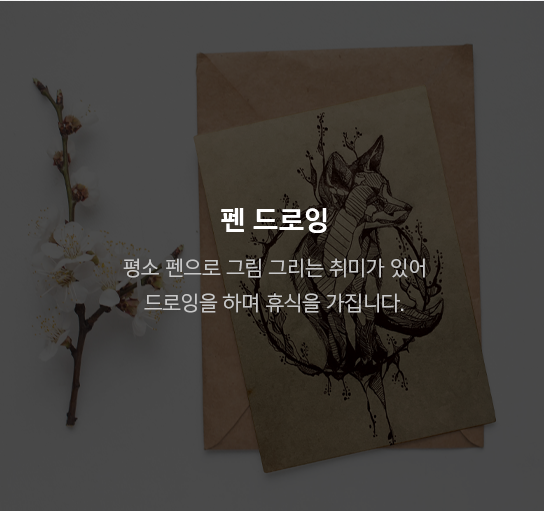 펜 드로잉
평소 펜으로 그림 그리는 취미가 있어
드로잉을 하며 휴식을 가집니다.